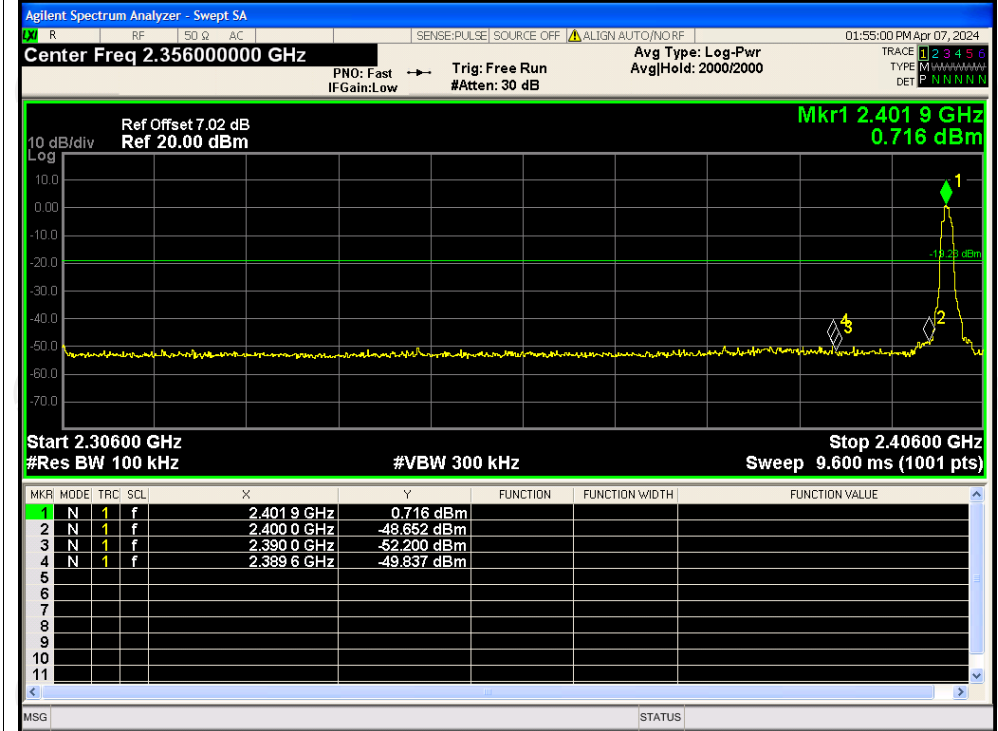 Agilent Spectrum Analyzer - Swept SA
LXI R RF 50 Ω AC SENSE:PULSE SOURCE OFF ALIGN AUTO/NORF 01:55:00 PM Apr 07, 2024
Center Freq 2.356000000 GHz
PNO: Fast
IFGain:Low
Trig: Free Run
#Atten: 30 dB
Avg Type: Log-Pwr
Avg|Hold: 2000/2000
TRACE 1 2 3 4 5 6
TYPE M
DET P N N N N N
Mkr1 2.401 9 GHz
0.716 dBm
Ref Offset 7.02 dB
10 dB/div Ref 20.00 dBm
Log
10.0
0.00
-10.0
-20.0
-30.0
-40.0
-50.0
-60.0
-70.0
1
-19.23 dBm
4
3
2
Start 2.30600 GHz Stop 2.40600 GHz
#Res BW 100 kHz #VBW 300 kHz Sweep 9.600 ms (1001 pts)
MKR MODE TRC SCL X Y FUNCTION FUNCTION WIDTH FUNCTION VALUE
1 N 1 f 2.401 9 GHz 0.716 dBm
2 N 1 f 2.400 0 GHz -48.652 dBm
3 N 1 f 2.390 0 GHz -52.200 dBm
4 N 1 f 2.389 6 GHz -49.837 dBm
5
6
7
8
9
10
11
MSG STATUS